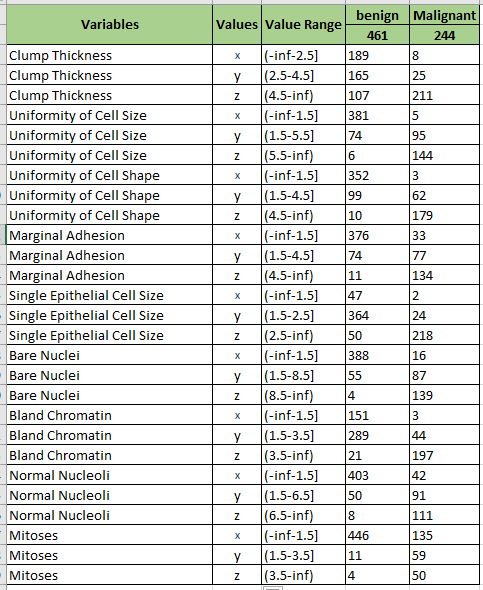 Variables Values Value Range benign Malignant
461 244
Clump Thickness x (-inf-2.5] 189 8
Clump Thickness y (2.5-4.5] 165 25
Clump Thickness z (4.5-inf) 107 211
Uniformity of Cell Size x (-inf-1.5] 381 5
Uniformity of Cell Size y (1.5-5.5] 74 95
Uniformity of Cell Size z (5.5-inf) 6 144
Uniformity of Cell Shape x (-inf-1.5] 352 3
Uniformity of Cell Shape y (1.5-4.5] 99 62
Uniformity of Cell Shape z (4.5-inf) 10 179
Marginal Adhesion x (-inf-1.5] 376 33
Marginal Adhesion y (1.5-4.5] 74 77
Marginal Adhesion z (4.5-inf) 11 134
Single Epithelial Cell Size x (-inf-1.5] 47 2
Single Epithelial Cell Size y (1.5-2.5] 364 24
Single Epithelial Cell Size z (2.5-inf) 50 218
Bare Nuclei x (-inf-1.5] 388 16
Bare Nuclei y (1.5-8.5] 55 87
Bare Nuclei z (8.5-inf) 4 139
Bland Chromatin x (-inf-1.5] 151 3
Bland Chromatin y (1.5-3.5] 289 44
Bland Chromatin z (3.5-inf) 21 197
Normal Nucleoli x (-inf-1.5] 403 42
Normal Nucleoli y (1.5-6.5] 50 91
Normal Nucleoli z (6.5-inf) 8 111
Mitoses x (-inf-1.5] 446 135
Mitoses y (1.5-3.5] 11 59
Mitoses z (3.5-inf) 4 50